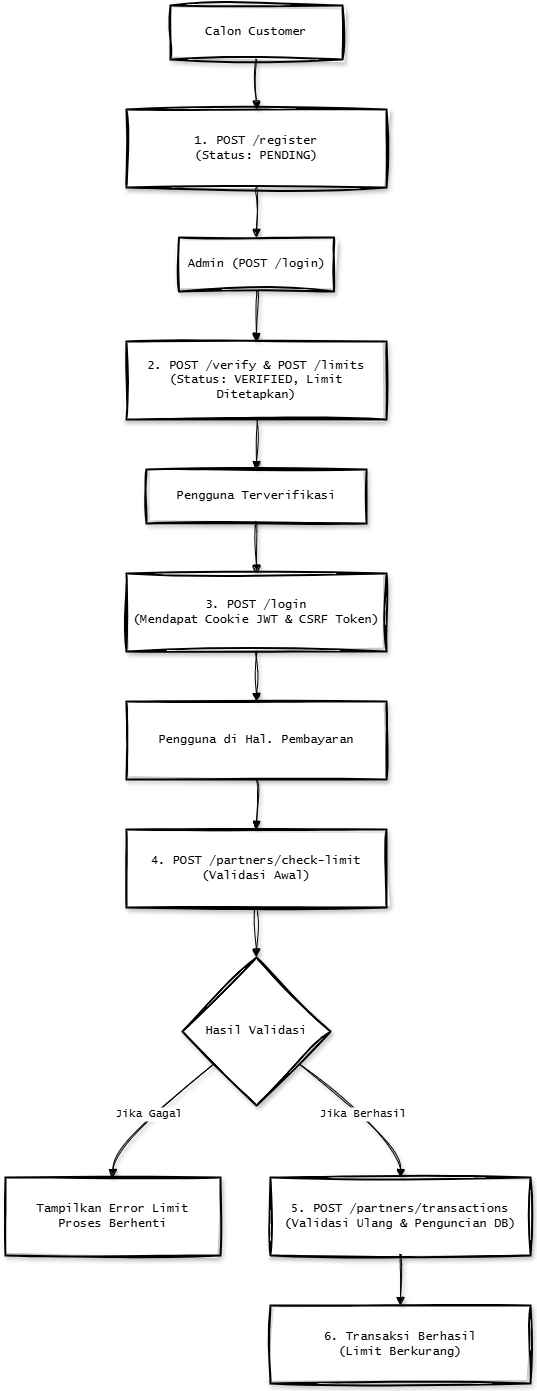 Calon Customer
1. POST /register
(Status: PENDING)
Admin (POST /login)
2. POST /verify & POST /limits
(Status: VERIFIED, Limit
Ditetapkan)
Pengguna Terverifikasi
3. POST /login
(Mendapat Cookie JWT & CSRF Token)
Pengguna di Hal. Pembayaran
4. POST /partners/check-limit
(Validasi Awal)
Hasil Validasi
Jika Gagal
Jika Berhasil
Tampilkan Error Limit
Proses Berhenti
5. POST /partners/transactions
(Validasi Ulang & Penguncian DB)
6. Transaksi Berhasil
(Limit Berkurang)